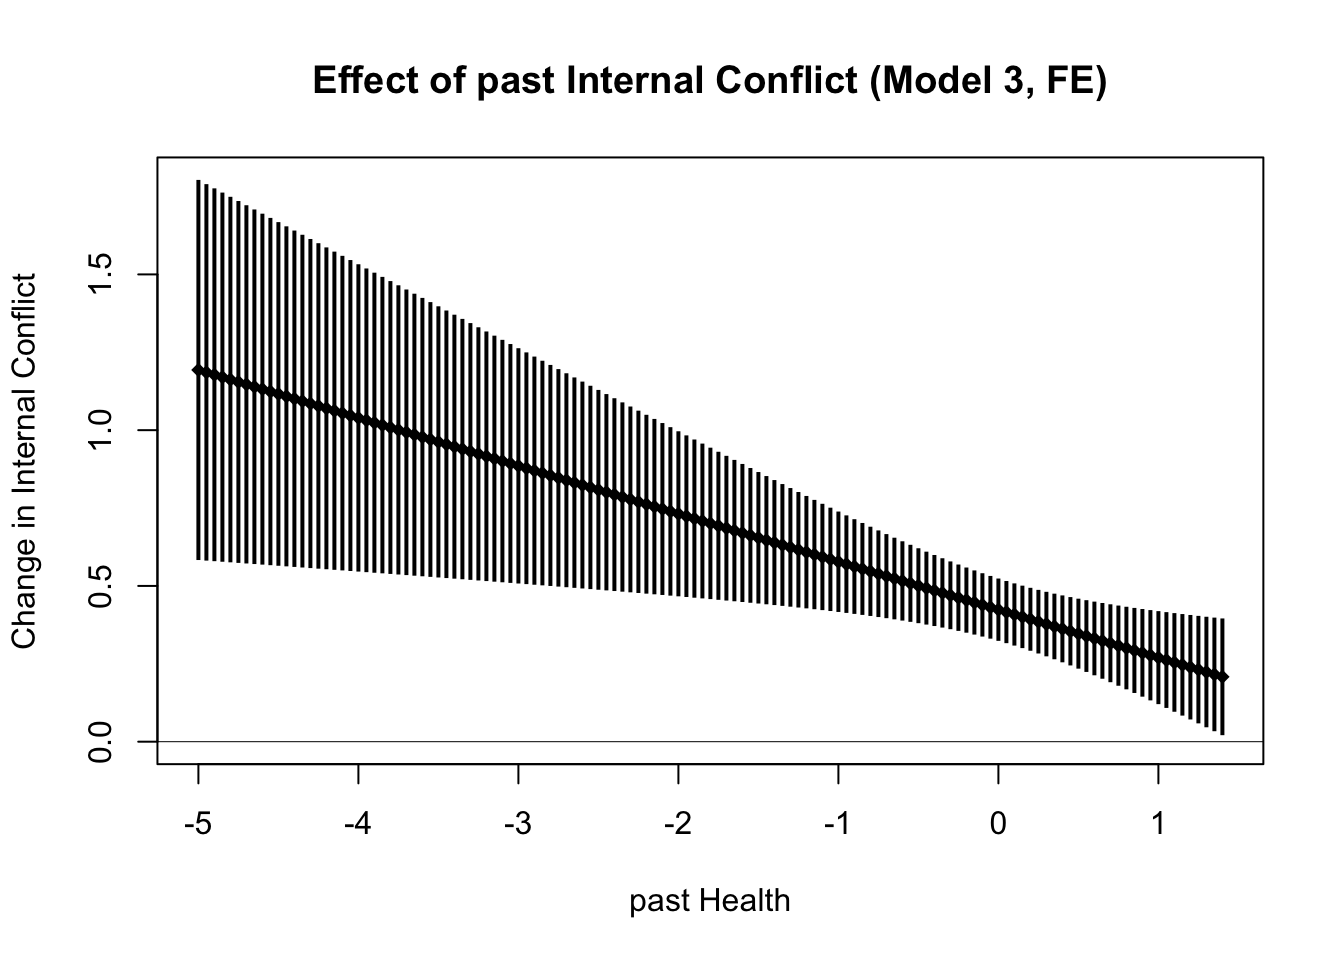 Effect of past Internal Conflict (Model 3, FE)
Change in Internal Conflict
1.5
1.0
0.5
0.0
-5 -4 -3 -2 -1 0 1
past Health